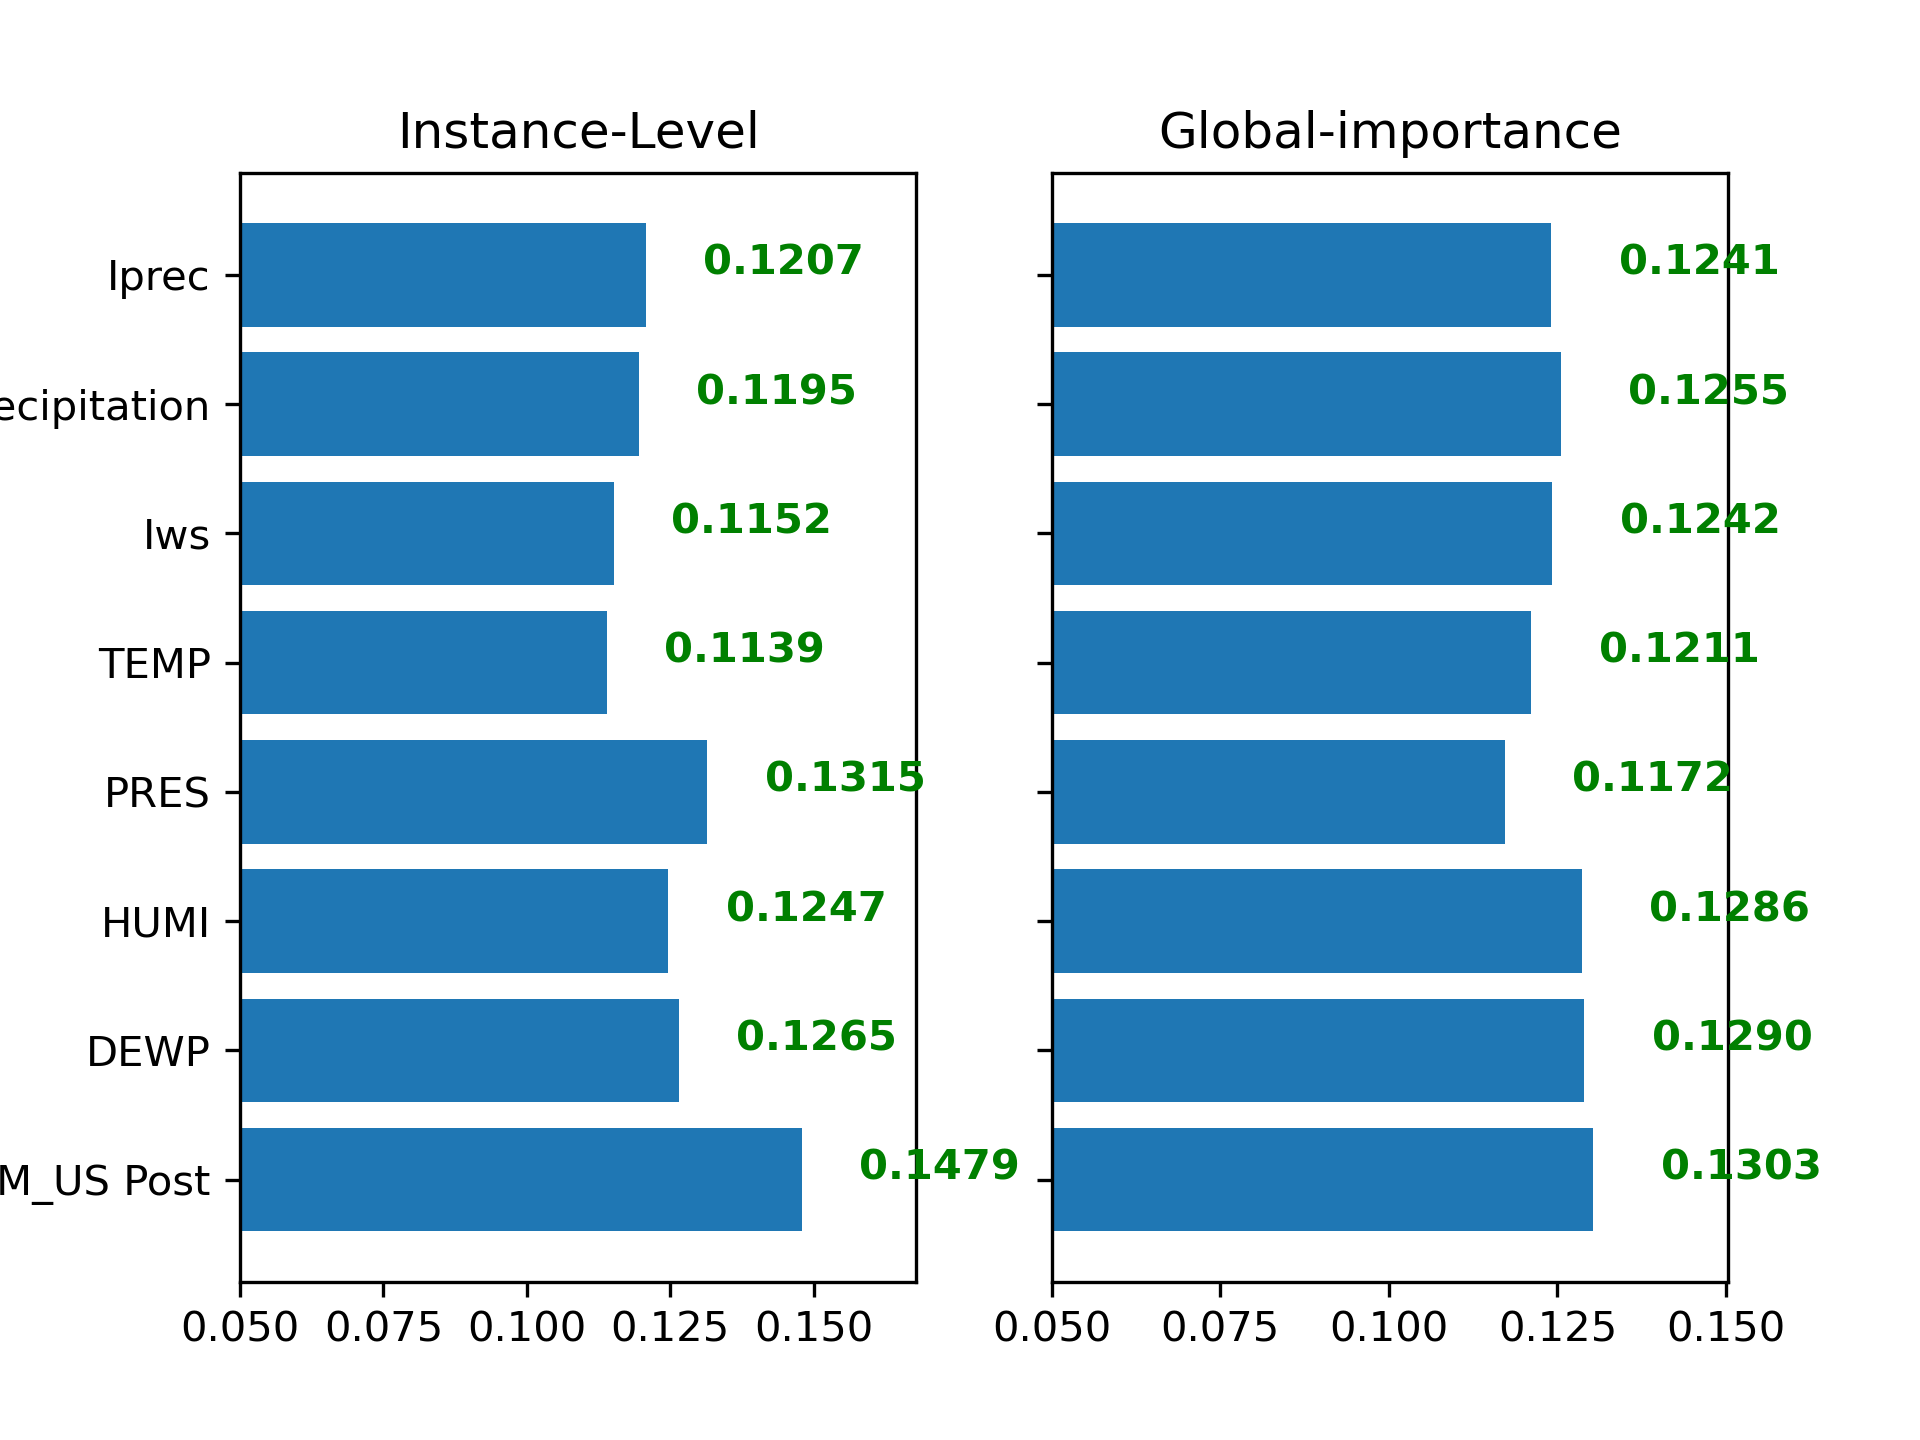 Instance-Level Global-importance
Iprec 0.1207 0.1241
ecipitation 0.1195 0.1255
Iws 0.1152 0.1242
TEMP 0.1139 0.1211
PRES 0.1315 0.1172
HUMI 0.1247 0.1286
DEWP 0.1265 0.1290
M_US Post 0.1479 0.1303
0.050 0.075 0.100 0.125 0.150 0.050 0.075 0.100 0.125 0.150